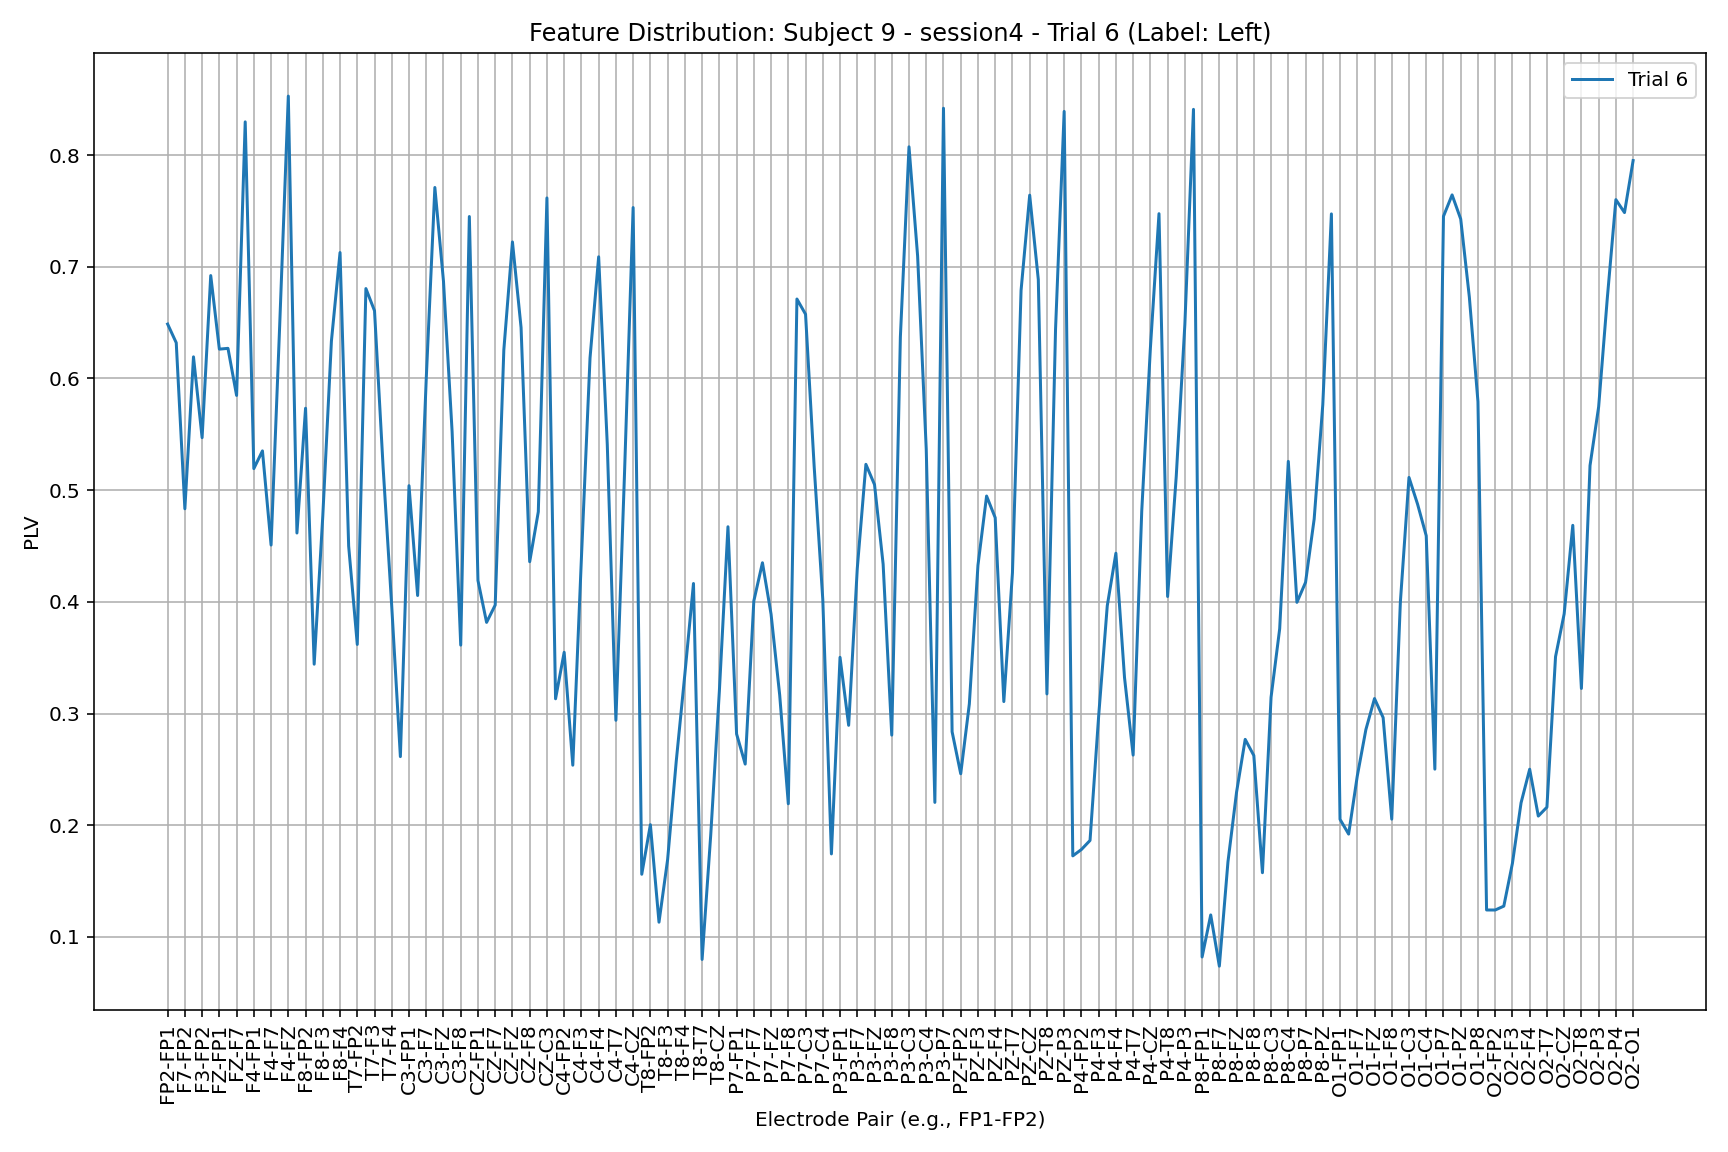 Feature Distribution: Subject 9 - session4 - Trial 6 (Label: Left)
Trial 6
PLV
0.8
0.7
0.6
0.5
0.4
0.3
0.2
0.1
FP2-FP1
F7-FP2
F3-FP2
FZ-FP1
FZ-F7
F4-FP1
F4-F7
F4-FZ
F8-FP2
F8-F3
F8-F4
T7-FP2
T7-F3
T7-F4
C3-FP1
C3-F7
C3-FZ
C3-F8
CZ-FP1
CZ-F7
CZ-FZ
CZ-F8
CZ-C3
C4-FP2
C4-F3
C4-F4
C4-T7
C4-CZ
T8-FP2
T8-F3
T8-F4
T8-T7
T8-CZ
P7-FP1
P7-F7
P7-FZ
P7-F8
P7-C3
P7-C4
P3-FP1
P3-F7
P3-FZ
P3-F8
P3-C3
P3-C4
P3-P7
PZ-FP2
PZ-F3
PZ-F4
PZ-T7
PZ-CZ
PZ-T8
PZ-P3
P4-FP2
P4-F3
P4-F4
P4-T7
P4-CZ
P4-T8
P4-P3
P8-FP1
P8-F7
P8-FZ
P8-F8
P8-C3
P8-C4
P8-P7
P8-PZ
O1-FP1
O1-F7
O1-FZ
O1-F8
O1-C3
O1-C4
O1-P7
O1-PZ
O1-P8
O2-FP2
O2-F3
O2-F4
O2-T7
O2-CZ
O2-T8
O2-P3
O2-P4
O2-O1
Electrode Pair (e.g., FP1-FP2)